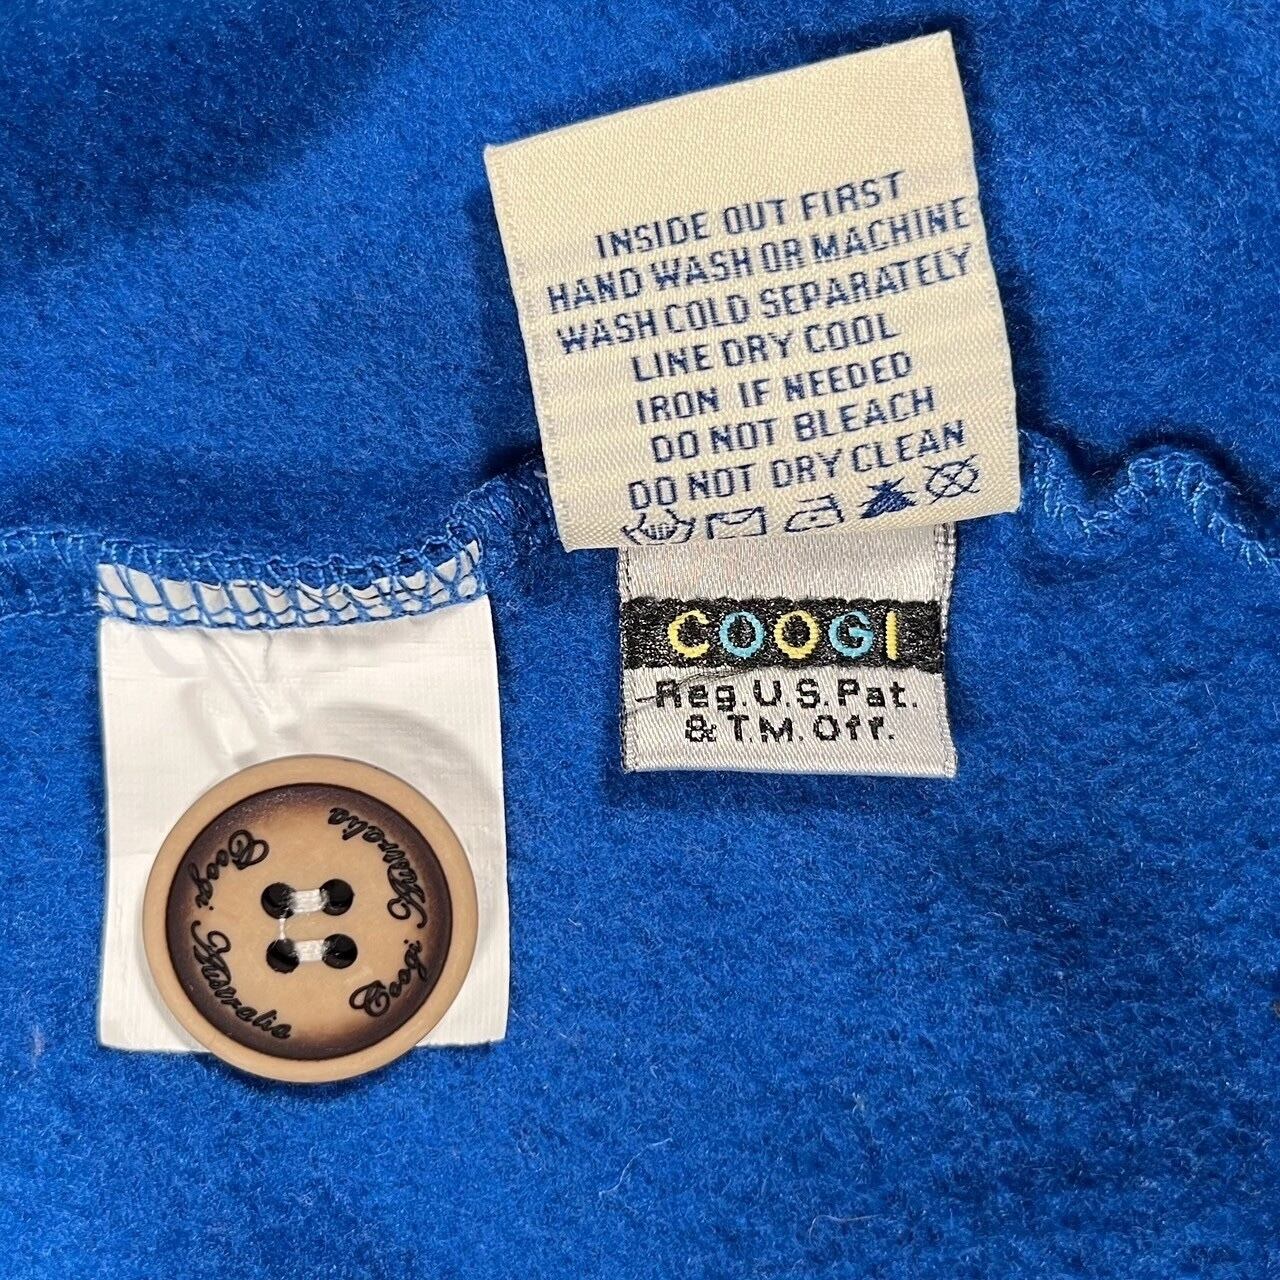 INSIDE OUT FIRST
HAND WASH OR MACHINE
WASH COLD SEPARATELY
LINE DRY COOL
IRON IF NEEDED
DO NOT BLEACH
DO NOT DRY CLEAN
COOGI
Reg.U.S.Pat.
& T.M. Off.
Coogi Australia
Coogi Australia